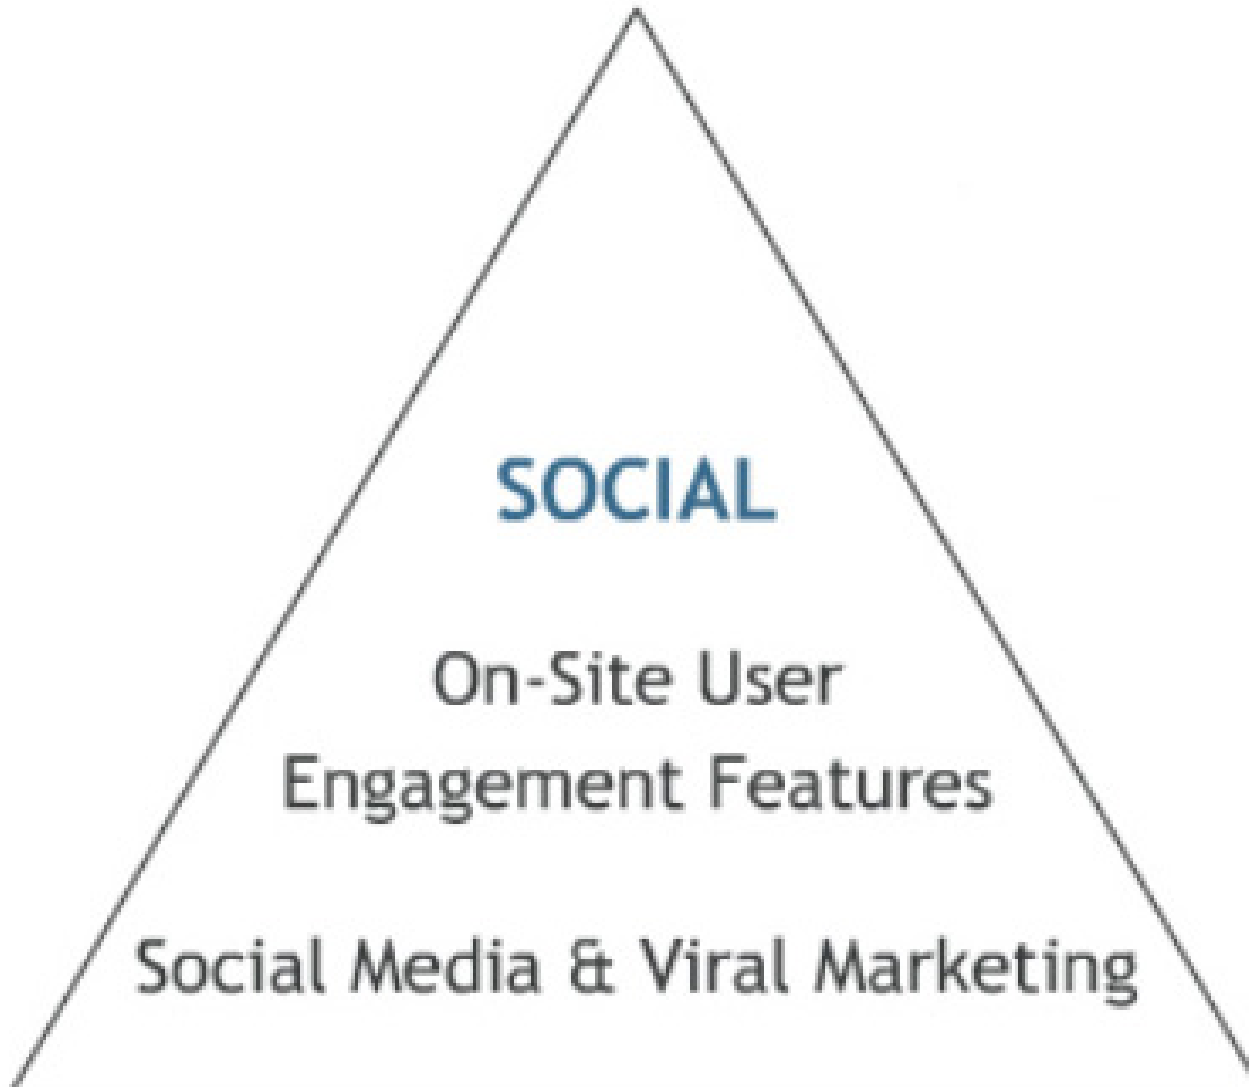 SOCIAL
On-Site User
Engagement Features
Social Media & Viral Marketing